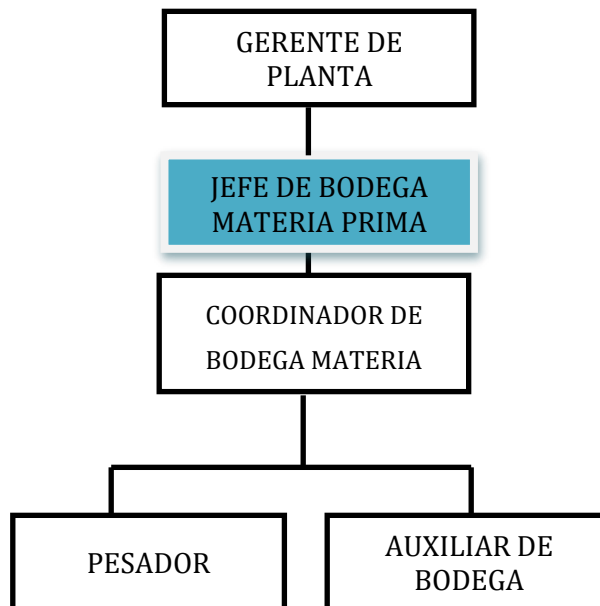 GERENTE DE
PLANTA
JEFE DE BODEGA
MATERIA PRIMA
COORDINADOR DE
BODEGA MATERIA
PESADOR
AUXILIAR DE
BODEGA